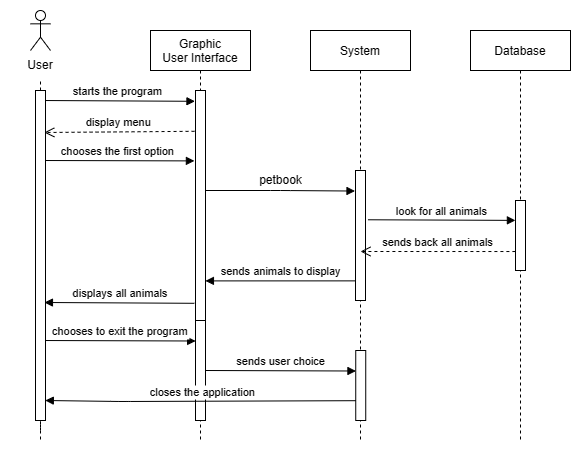 Graphic
User Interface
System
Database
User
starts the program
display menu
chooses the first option
petbook
look for all animals
sends back all animals
sends animals to display
displays all animals
chooses to exit the program
sends user choice
closes the application